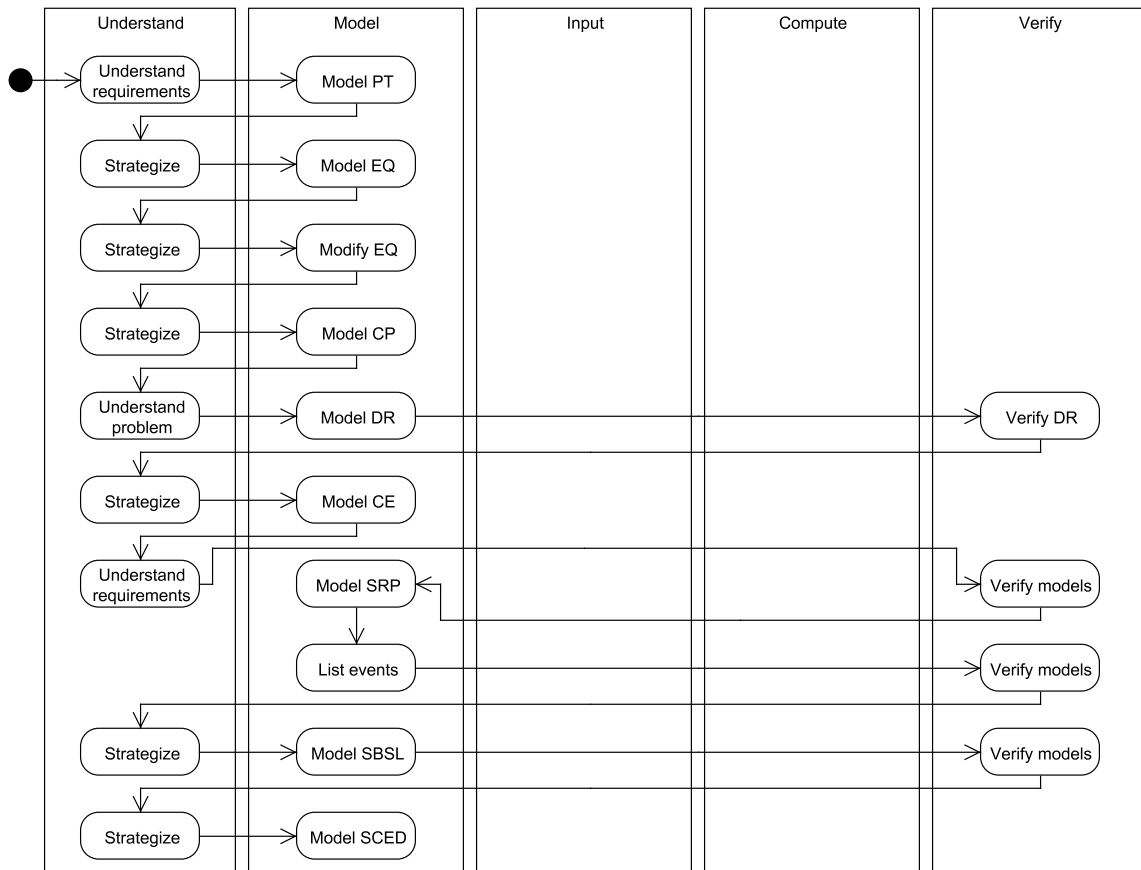 Understand
Model
Input
Compute
Verify
Understand
requirements
Model PT
Strategize
Model EQ
Strategize
Modify EQ
Strategize
Model CP
Understand
problem
Model DR
Verify DR
Strategize
Model CE
Understand
requirements
Model SRP
Verify models
List events
Verify models
Strategize
Model SBSL
Verify models
Strategize
Model SCED